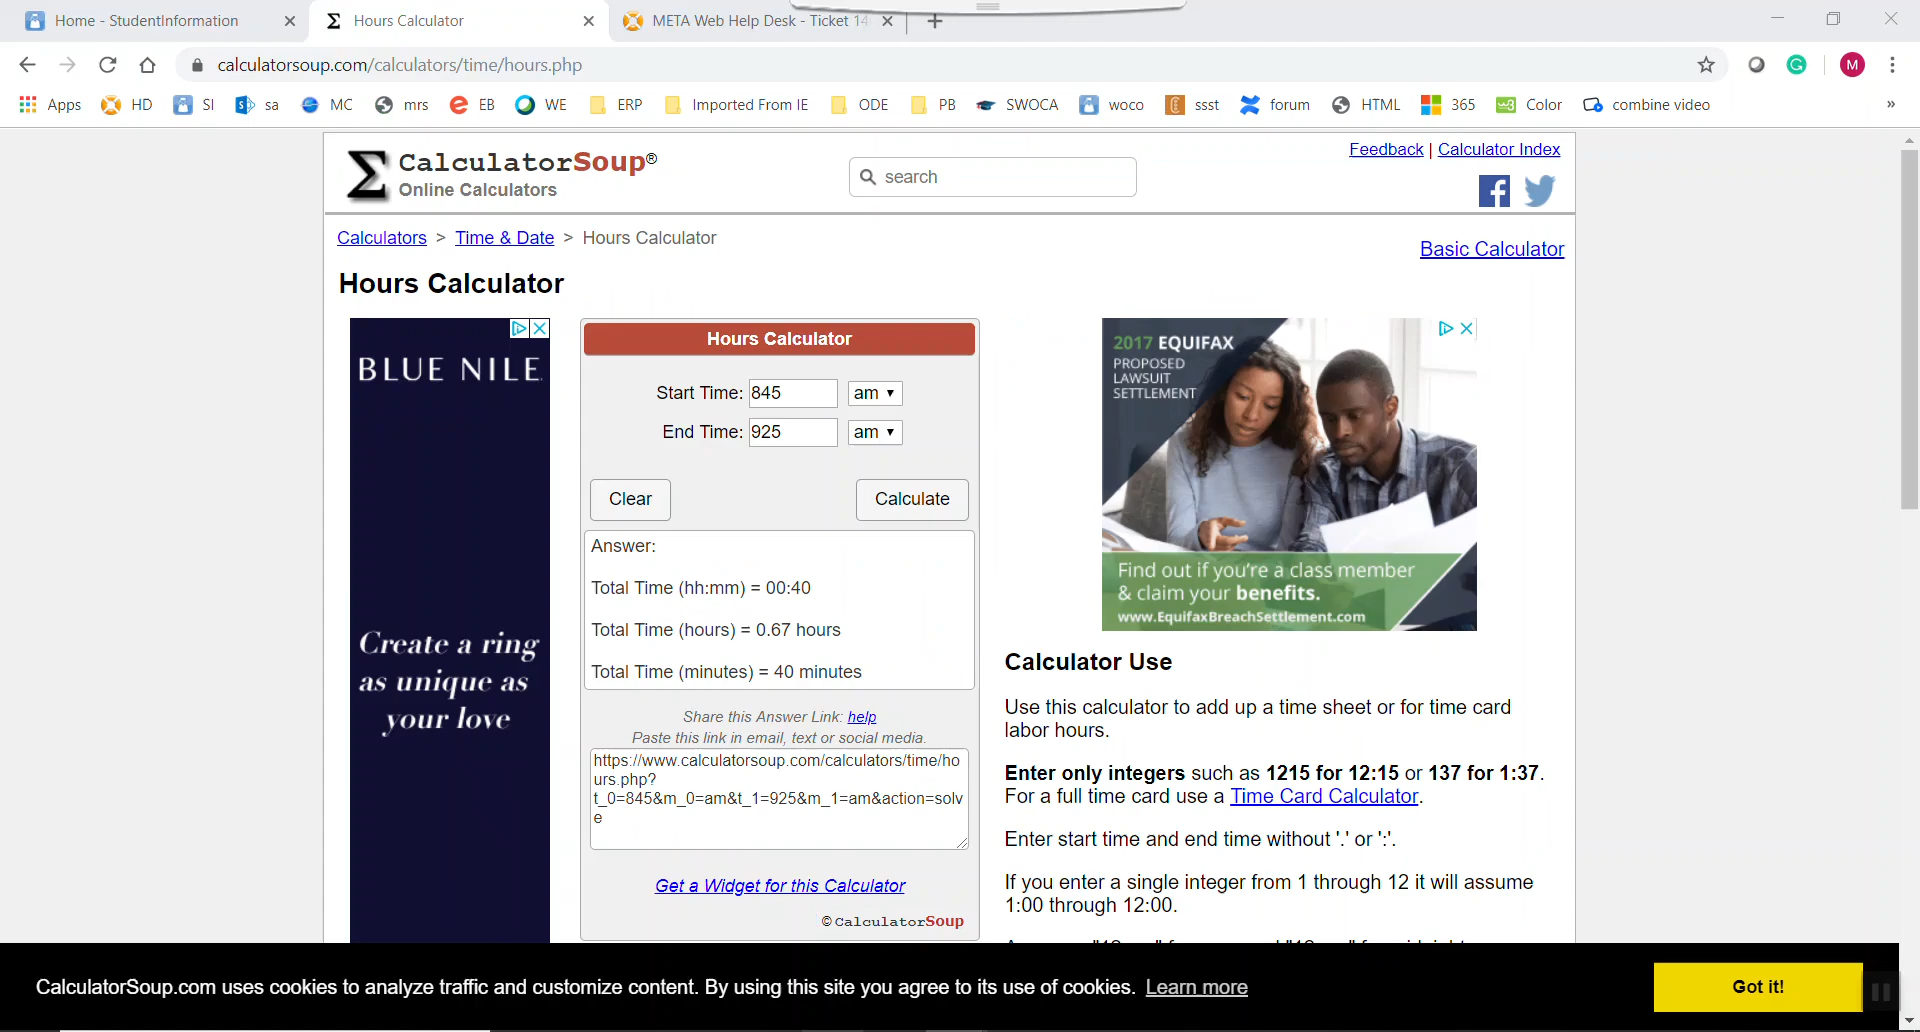 Home - StudentInformation
Hours Calculator
META Web Help Desk - Ticket 14
calculatorsoup.com/calculators/time/hours.php
M
Apps HD SI sa MC mrs EB WE ERP Imported From IE ODE PB SWOCA woco ssst forum HTML 365 Color combine video »
CalculatorSoup®
Online Calculators
search
Feedback | Calculator Index
Calculators > Time & Date > Hours Calculator
Basic Calculator
Hours Calculator
BLUE NILE
Create a ring
as unique as
your love
Hours Calculator
Start Time: 845 am
End Time: 925 am
Clear Calculate
Answer:
Total Time (hh:mm) = 00:40
Total Time (hours) = 0.67 hours
Total Time (minutes) = 40 minutes
Share this Answer Link: help
Paste this link in email, text or social media.
https://www.calculatorsoup.com/calculators/time/ho
urs.php?
t_0=845&m_0=am&t_1=925&m_1=am&action=solv
e
Get a Widget for this Calculator
© CalculatorSoup
2017 EQUIFAX
PROPOSED
LAWSUIT
SETTLEMENT
Find out if you're a class member
& claim your benefits.
www.EquifaxBreachSettlement.com
Calculator Use
Use this calculator to add up a time sheet or for time card
labor hours.
Enter only integers such as 1215 for 12:15 or 137 for 1:37.
For a full time card use a Time Card Calculator.
Enter start time and end time without '.' or ':'.
If you enter a single integer from 1 through 12 it will assume
1:00 through 12:00.
CalculatorSoup.com uses cookies to analyze traffic and customize content. By using this site you agree to its use of cookies. Learn more
Got it!